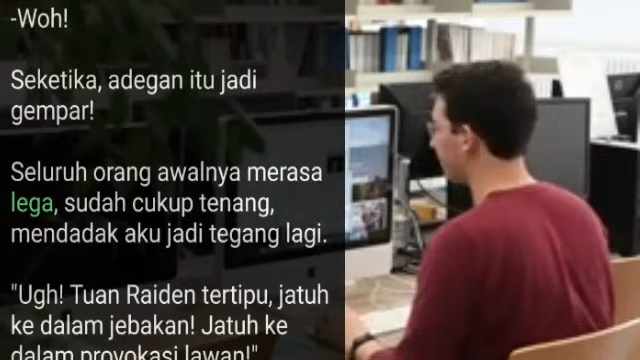 -Woh!
Seketika, adegan itu jadi
gempar!
Seluruh orang awalnya merasa
lega, sudah cukup tenang,
mendadak aku jadi tegang lagi.
"Ugh! Tuan Raiden tertipu, jatuh
ke dalam jebakan! Jatuh ke
dalam provokasi lawan!"